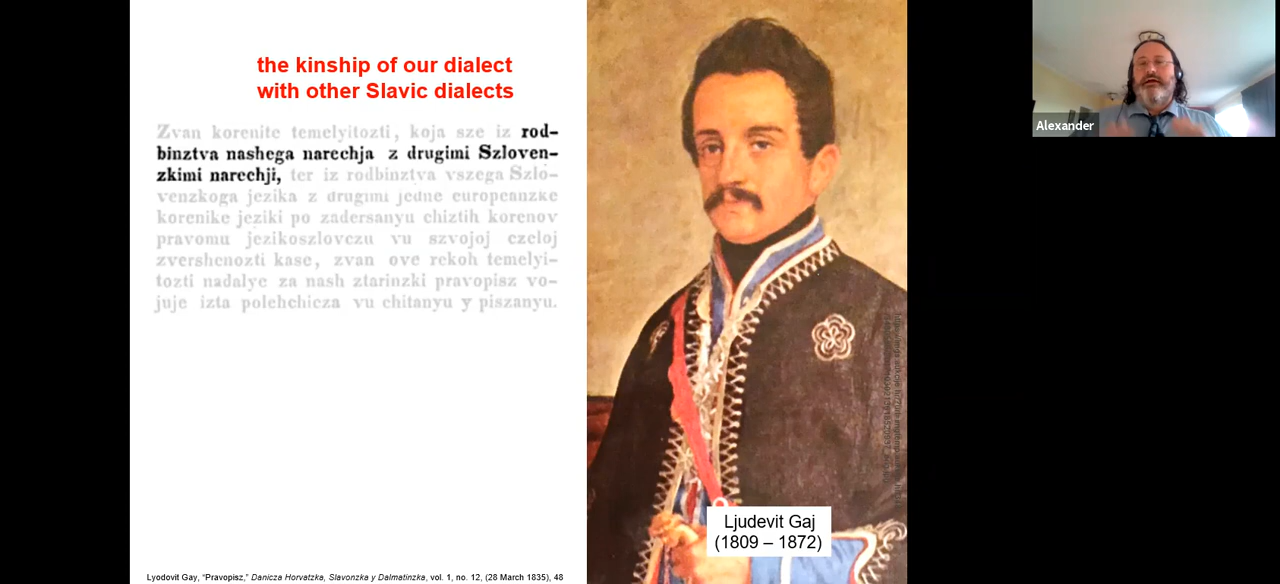 the kinship of our dialect
with other Slavic dialects
Zvan korenite temelyitozti, koja sze iz rod-
binztva nashega narechja z drugimi Szloven-
zkimi narechji, ter iz rodbinztva vszega Szlo-
venzkoga jezika z drugimi jedne europeanzke
korenike jeziki po zadersanyu chiztih korenov
pravomu jezikoszlovczu vu szvojoj czeloj
zvershenozti kase, zvan ove rekoh temelyi-
tozti nadalye za nash ztarinzki pravopisz vo-
juje izta polehchicza vu chitanyu y piszanyu.
Lyodovit Gay, “Pravopisz,” Danicza Horvatzka, Slavonzka y Dalmatinzka, vol. 1, no. 12, (28 March 1835), 48
Ljudevit Gaj
(1809 – 1872)
Alexander